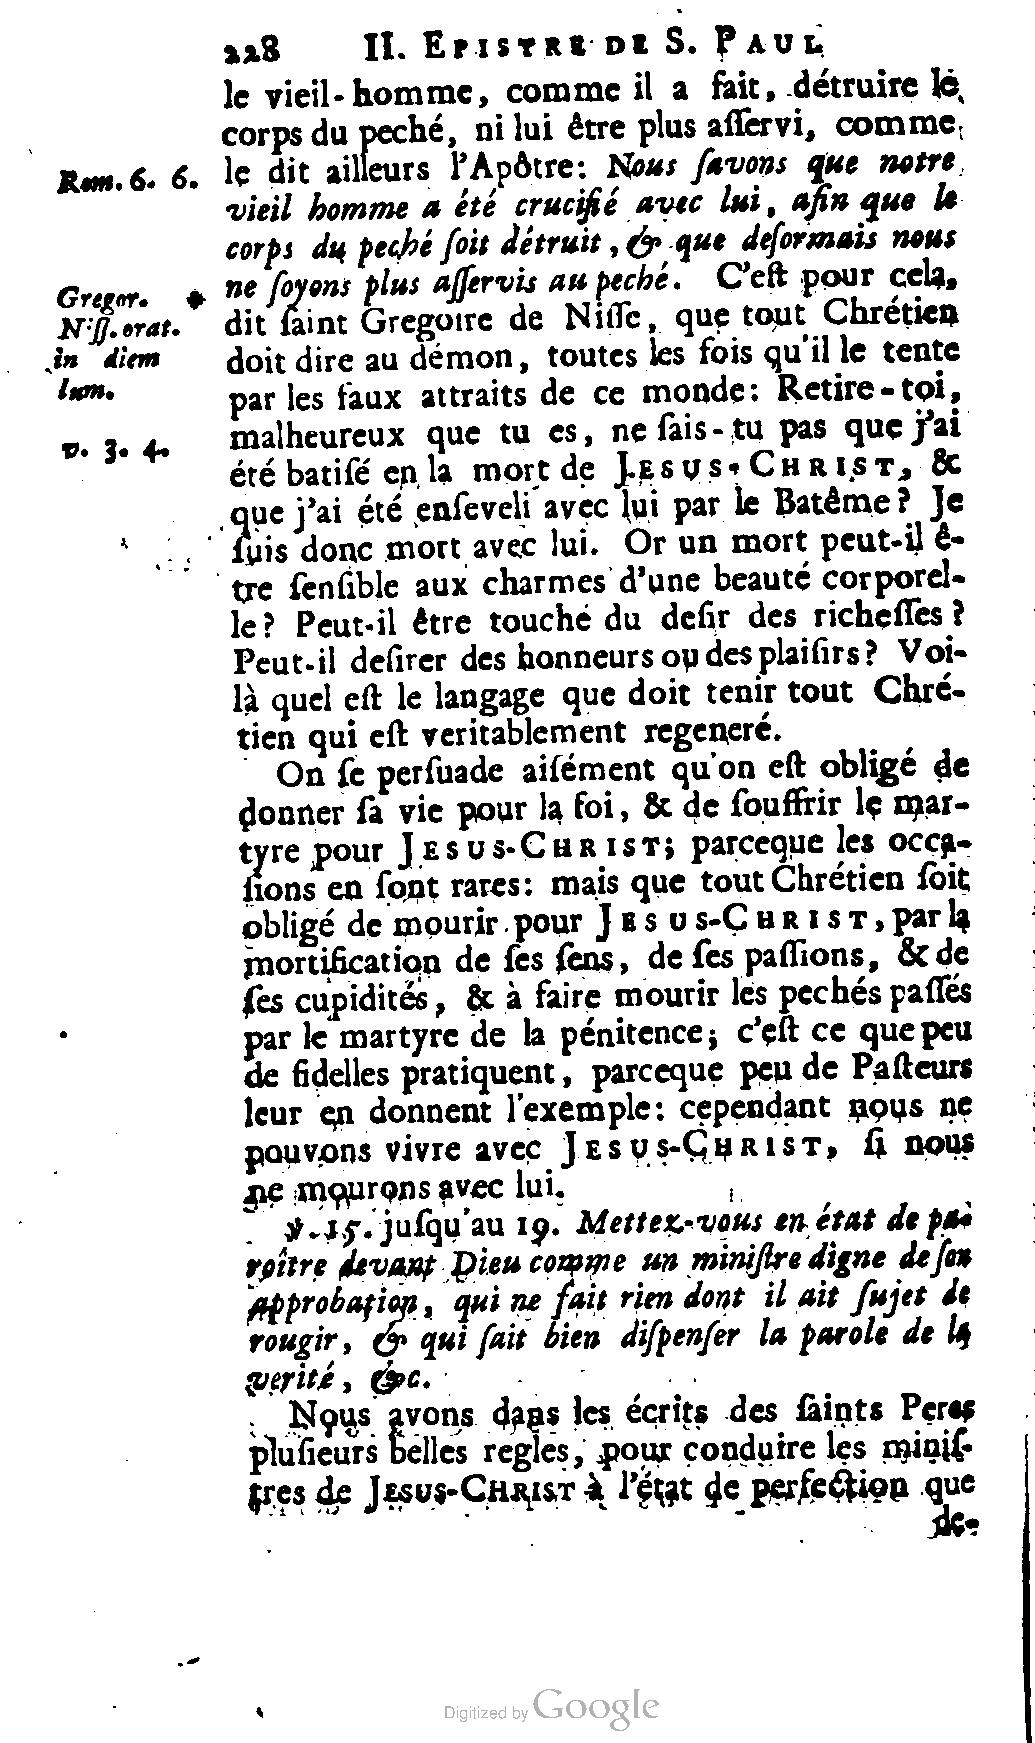 228 II. EPISTRE DE S. PAUL
le vieil-homme, comme il a fait, détruire le
corps du peché, ni lui être plus aſſervi, comme
Rom. 6. 6. le dit ailleurs l'Apôtre: Nous ſavons que notre
vieil homme a été crucifié avec lui, afin que le
corps du peché ſoit détruit, & que deſormais nous
ne ſoyons plus aſſervis au peché. C'eſt pour cela,
Gregor. * dit ſaint Gregoire de Niſſe, que tout Chrétien
Niſſ. orat. doit dire au démon, toutes les fois qu'il le tente
in diem par les faux attraits de ce monde: Retire-toi,
lum. malheureux que tu es, ne ſais-tu pas que j'ai
v. 3. 4. été batiſé en la mort de JESUS-CHRIST, &
que j'ai été enſeveli avec lui par le Batême? Je
ſuis donc mort avec lui. Or un mort peut-il ê-
tre ſenſible aux charmes d'une beauté corporel-
le? Peut-il être touché du deſir des richeſſes?
Peut-il deſirer des honneurs ou des plaiſirs? Voi-
là quel eſt le langage que doit tenir tout Chré-
tien qui eſt veritablement regeneré.
On ſe perſuade aiſément qu'on eſt obligé de
donner ſa vie pour la foi, & de ſouffrir le mar-
tyre pour JESUS-CHRIST; parceque les occa-
ſions en ſont rares: mais que tout Chrétien ſoit
obligé de mourir pour JESUS-CHRIST, par la
mortification de ſes ſens, de ſes paſſions, & de
ſes cupidités, & à faire mourir les pechés paſſés
par le martyre de la pénitence; c'eſt ce que peu
de fidelles pratiquent, parceque peu de Paſteurs
leur en donnent l'exemple: cependant nous ne
pouvons vivre avec JESUS-CHRIST, ſi nous
ne mourons avec lui.
℣. 15. juſqu'au 19. Mettez-vous en état de pa-
roître devant Dieu comme un miniſtre digne de ſon
approbation, qui ne fait rien dont il ait ſujet de
rougir, & qui ſait bien diſpenſer la parole de la
verité, &c.
Nous avons dans les écrits des ſaints Peres
pluſieurs belles regles, pour conduire les miniſ-
tres de JESUS-CHRIST à l'état de perfection que
de-
Digitized by Google